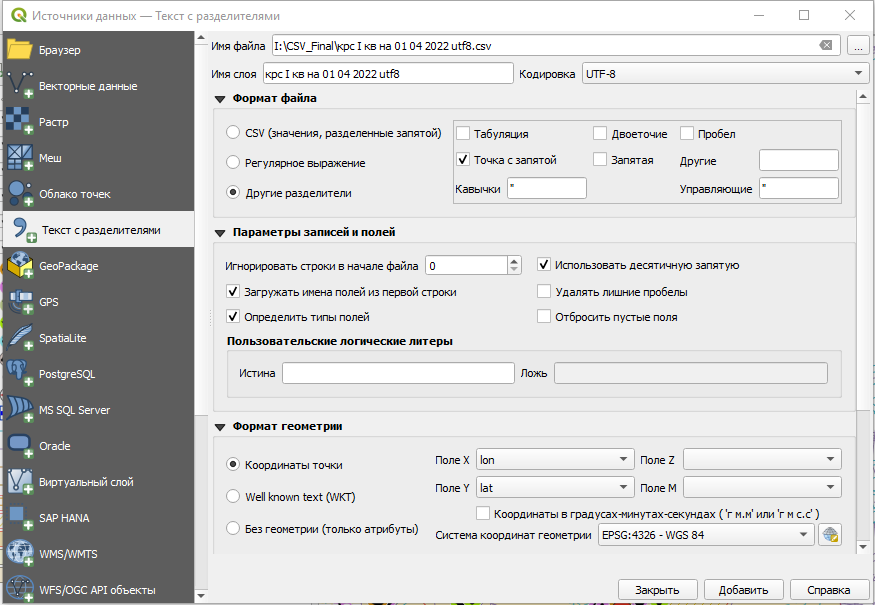 Источники данных — Текст с разделителями
Браузер
Векторные данные
Растр
Меш
Облако точек
Текст с разделителями
GeoPackage
GPS
SpatiaLite
PostgreSQL
MS SQL Server
Oracle
Виртуальный слой
SAP HANA
WMS/WMTS
WFS/OGC API объекты
Имя файла I:\CSV_Final\крс I кв на 01 04 2022 utf8.csv ...
Имя слоя крс I кв на 01 04 2022 utf8 Кодировка UTF-8
Формат файла
CSV (значения, разделенные запятой) Табуляция Двоеточие Пробел
Регулярное выражение Точка с запятой Запятая Другие
Другие разделители Кавычки " Управляющие "
Параметры записей и полей
Игнорировать строки в начале файла 0 Использовать десятичную запятую
Загружать имена полей из первой строки Удалять лишние пробелы
Определить типы полей Отбросить пустые поля
Пользовательские логические литеры
Истина Ложь
Формат геометрии
Координаты точки Поле X lon Поле Z
Well known text (WKT) Поле Y lat Поле M
Координаты в градусах-минутах-секундах ( 'г м.м' или 'г м с.с' )
Без геометрии (только атрибуты) Система координат геометрии EPSG:4326 - WGS 84
Закрыть Добавить Справка